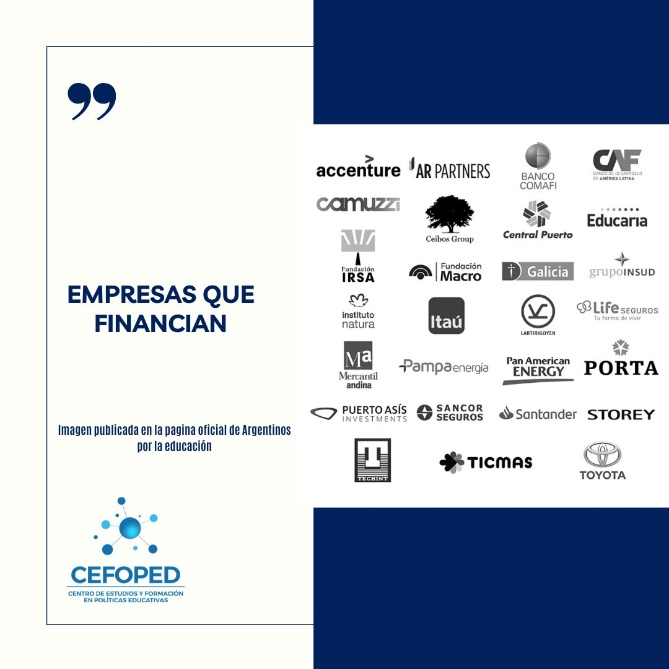 ”
EMPRESAS QUE
FINANCIAN
Imagen publicada en la pagina oficial de Argentinos
por la educación
CEFOPED
CENTRO DE ESTUDIOS Y FORMACIÓN
EN POLÍTICAS EDUCATIVAS
accenture
AR PARTNERS
BANCO
COMAFI
CAF
BANCO DE DESARROLLO
DE AMÉRICA LATINA
camuzzi
Ceibos Group
Central Puerto
Educaria
Fundación
IRSA
Fundación
Macro
Galicia
grupoINSUD
instituto
natura
Itaú
LARTIRIGOYEN
Life SEGUROS
Tu forma de vivir
Ma
Mercantil
andina
Pampa energía
Pan American
ENERGY
PORTA
PUERTO ASÍS
INVESTMENTS
SANCOR
SEGUROS
Santander
STOREY
TECHINT
TICMAS
TOYOTA